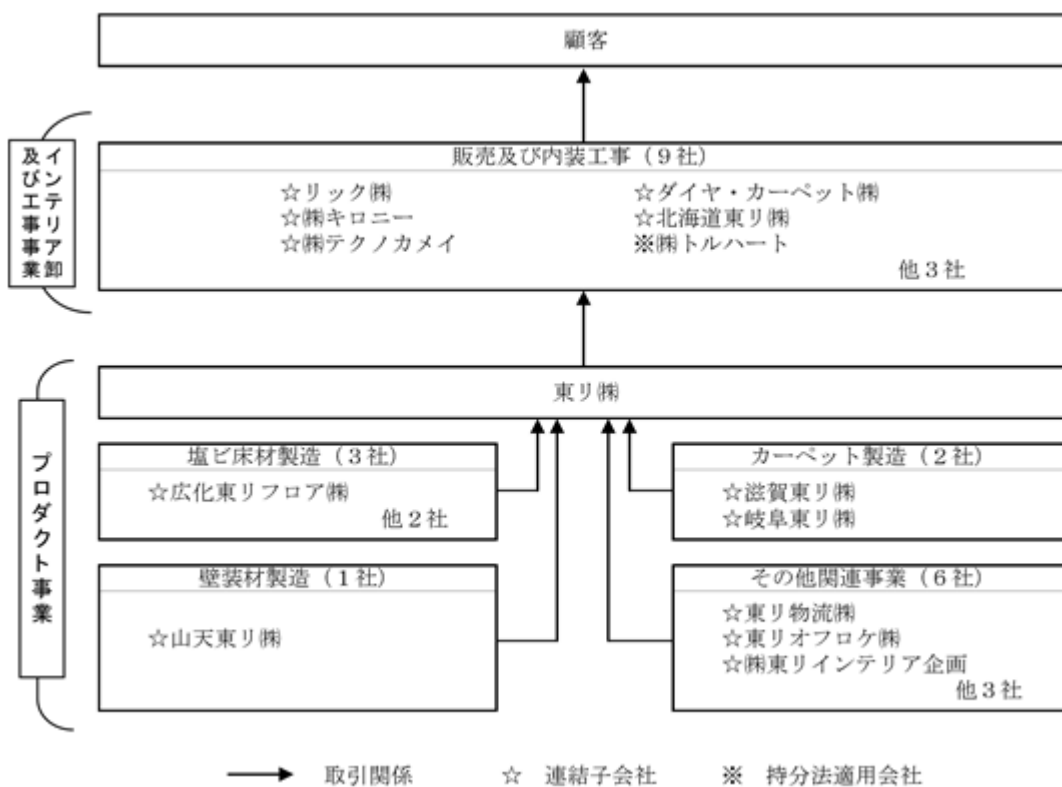 顧客
インテリア卸
及び工事事業
販売及び内装工事（９社）
☆リック㈱
☆㈱キロニー
☆㈱テクノカメイ
☆ダイヤ・カーペット㈱
☆北海道東リ㈱
※㈱トルハート
他３社
プロダクト事業
東リ㈱
塩ビ床材製造（３社）
☆広化東リフロア㈱
他２社
カーペット製造（２社）
☆滋賀東リ㈱
☆岐阜東リ㈱
壁装材製造（１社）
☆山天東リ㈱
その他関連事業（６社）
☆東リ物流㈱
☆東リオフロケ㈱
☆㈱東リインテリア企画
他３社
取引関係 ☆ 連結子会社 ※ 持分法適用会社